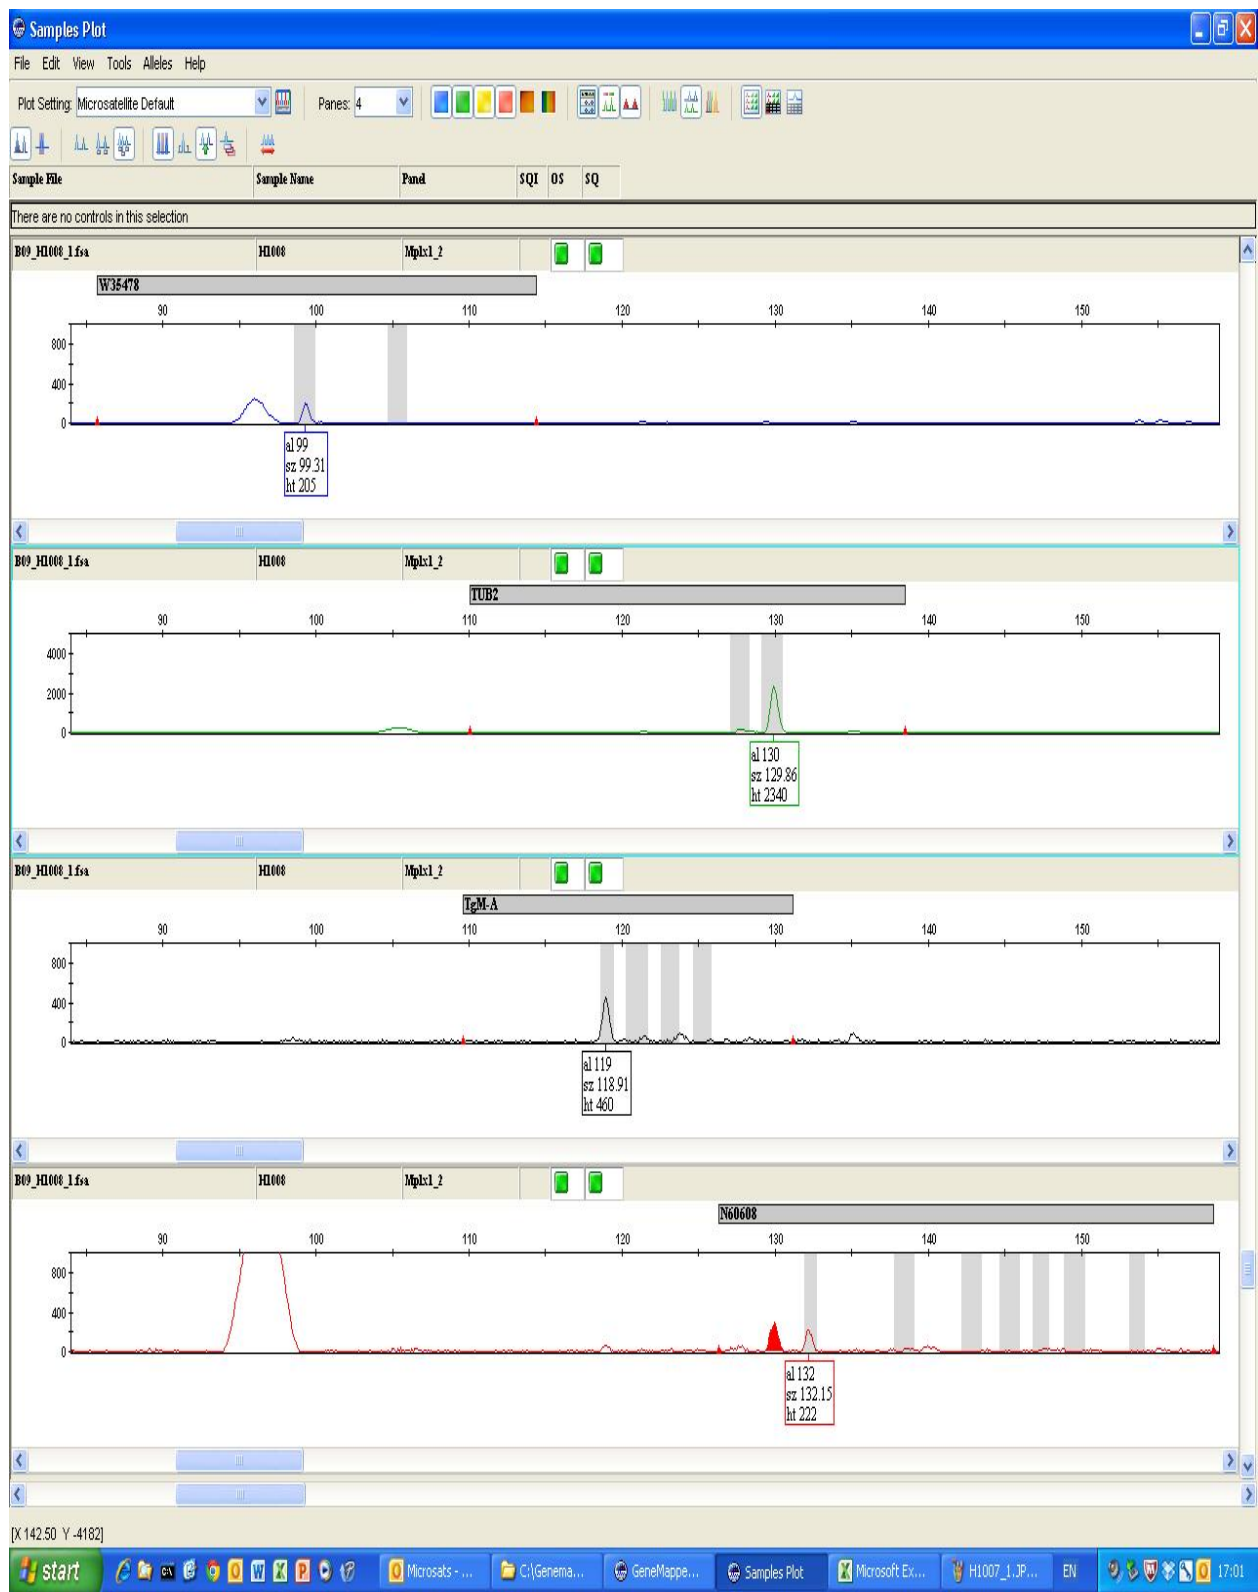 Samples Plot
File Edit View Tools Alleles Help
Plot Setting: Microsatellite Default Panes: 4
Sample File Sample Name Panel SQI OS SQ
There are no controls in this selection
B09_H1008_1.fsa H1008 Mplx1_2
W35478
90 100 110 120 130 140 150
800
400
0
al 99
sz 99.31
ht 205
B09_H1008_1.fsa H1008 Mplx1_2
TUB2
90 100 110 120 130 140 150
4000
2000
0
al 130
sz 129.86
ht 2340
B09_H1008_1.fsa H1008 Mplx1_2
TgM-A
90 100 110 120 130 140 150
800
400
0
al 119
sz 118.91
ht 460
B09_H1008_1.fsa H1008 Mplx1_2
N60608
90 100 110 120 130 140 150
800
400
0
al 132
sz 132.15
ht 222
[X 142.50 Y -4182]
start Microsats - ... C:\Genema... GeneMappe... Samples Plot Microsoft Ex... H1007_1.JP... EN 17:01